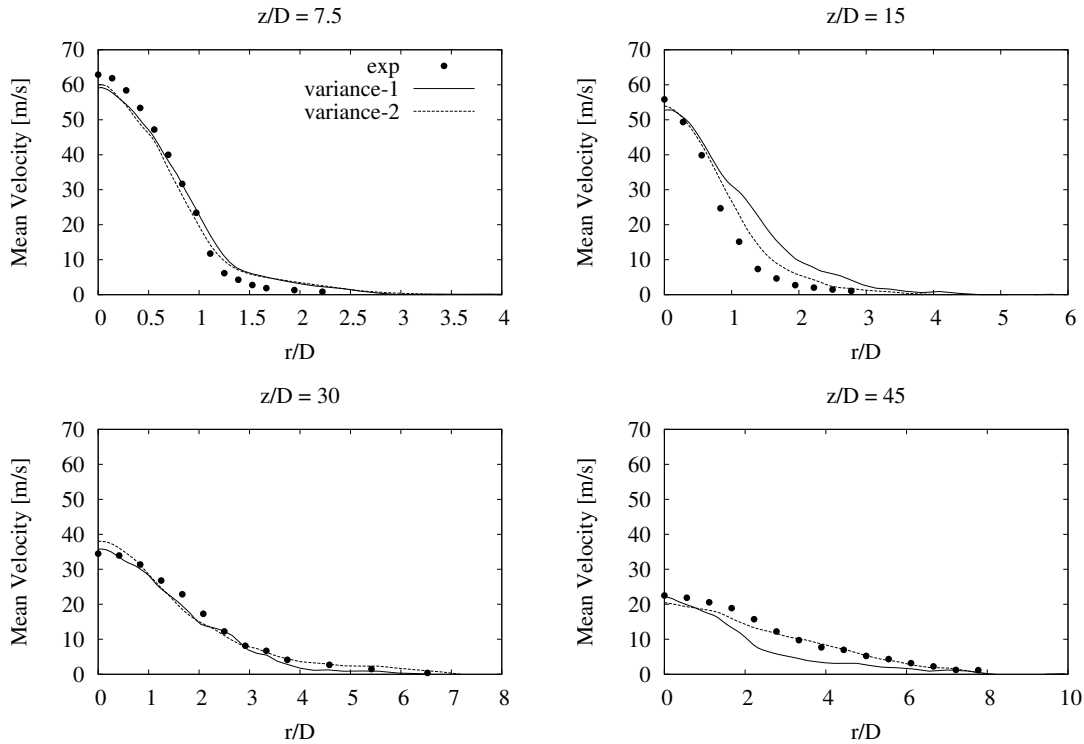 z/D = 7.5
70
60
50
40
30
20
10
0
Mean Velocity [m/s]
exp
variance-1
variance-2
0 0.5 1 1.5 2 2.5 3 3.5 4
r/D
z/D = 15
70
60
50
40
30
20
10
0
Mean Velocity [m/s]
0 1 2 3 4 5 6
r/D
z/D = 30
70
60
50
40
30
20
10
0
Mean Velocity [m/s]
0 1 2 3 4 5 6 7 8
r/D
z/D = 45
70
60
50
40
30
20
10
0
Mean Velocity [m/s]
0 2 4 6 8 10
r/D